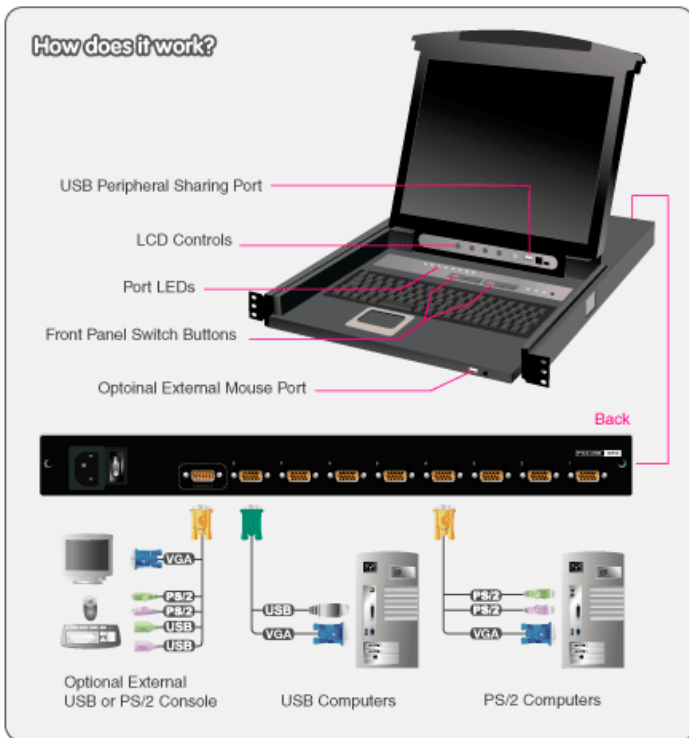 How does it work?
USB Peripheral Sharing Port
LCD Controls
Port LEDs
Front Panel Switch Buttons
Optoinal External Mouse Port
Back
VGA
PS/2
PS/2
USB
USB
USB
VGA
PS/2
PS/2
VGA
Optional External
USB or PS/2 Console
USB Computers
PS/2 Computers